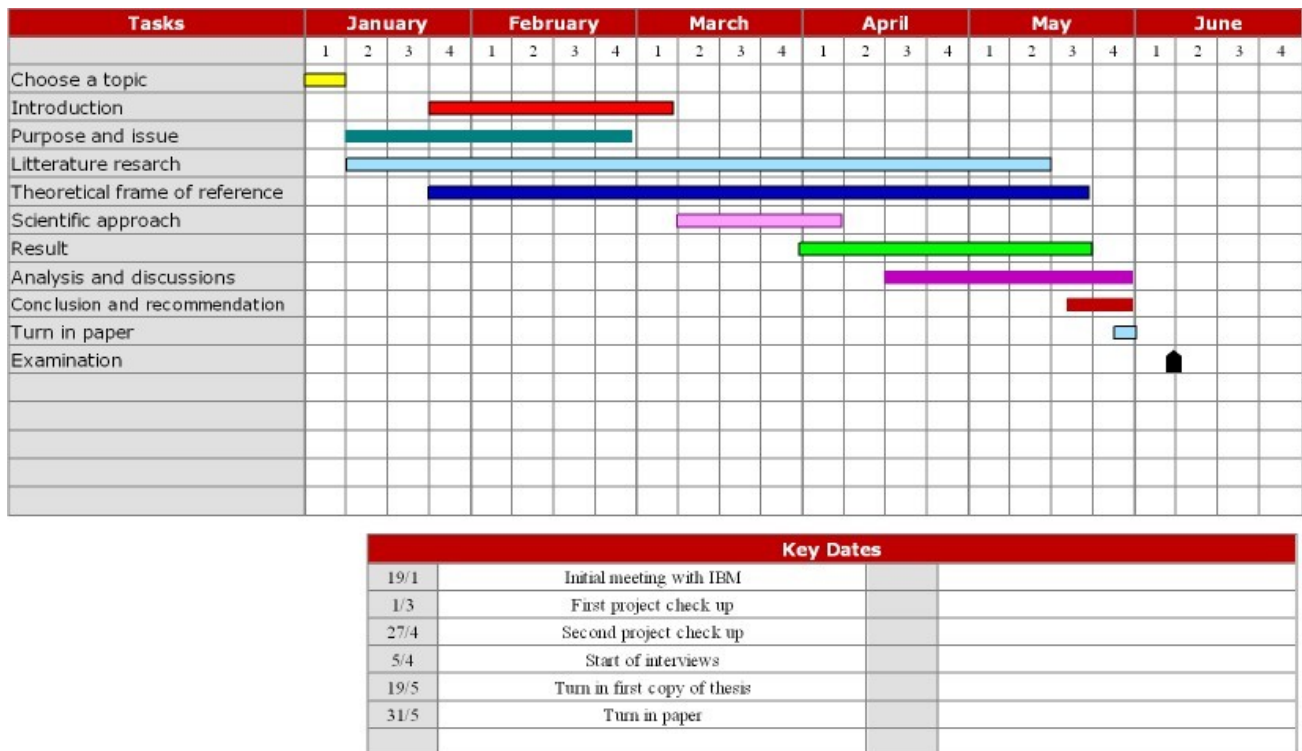 Tasks January February March April May June
1 2 3 4 1 2 3 4 1 2 3 4 1 2 3 4 1 2 3 4 1 2 3 4
Choose a topic
Introduction
Purpose and issue
Litterature resarch
Theoretical frame of reference
Scientific approach
Result
Analysis and discussions
Conclusion and recommendation
Turn in paper
Examination
Key Dates
19/1 Initial meeting with IBM
1/3 First project check up
27/4 Second project check up
5/4 Start of interviews
19/5 Turn in first copy of thesis
31/5 Turn in paper